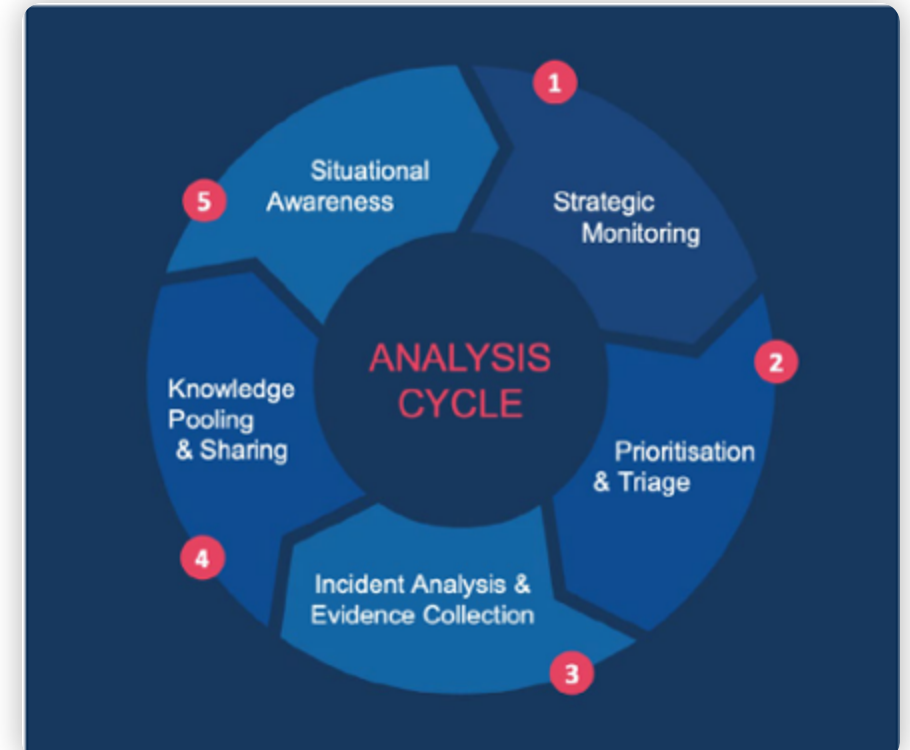 ANALYSIS
CYCLE
1
Strategic
Monitoring
2
Prioritisation
& Triage
3
Incident Analysis &
Evidence Collection
4
Knowledge
Pooling
& Sharing
5
Situational
Awareness